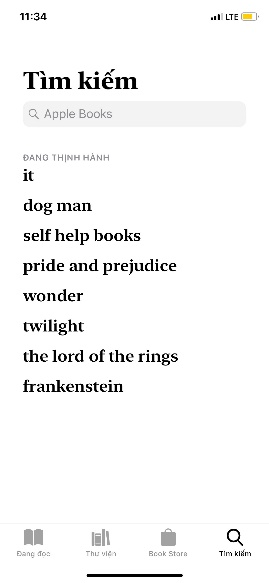 11:34
LTE
Tìm kiếm
Apple Books
ĐANG THỊNH HÀNH
it
dog man
self help books
pride and prejudice
wonder
twilight
the lord of the rings
frankenstein
Đang đọc Thư viện Book Store Tìm kiếm